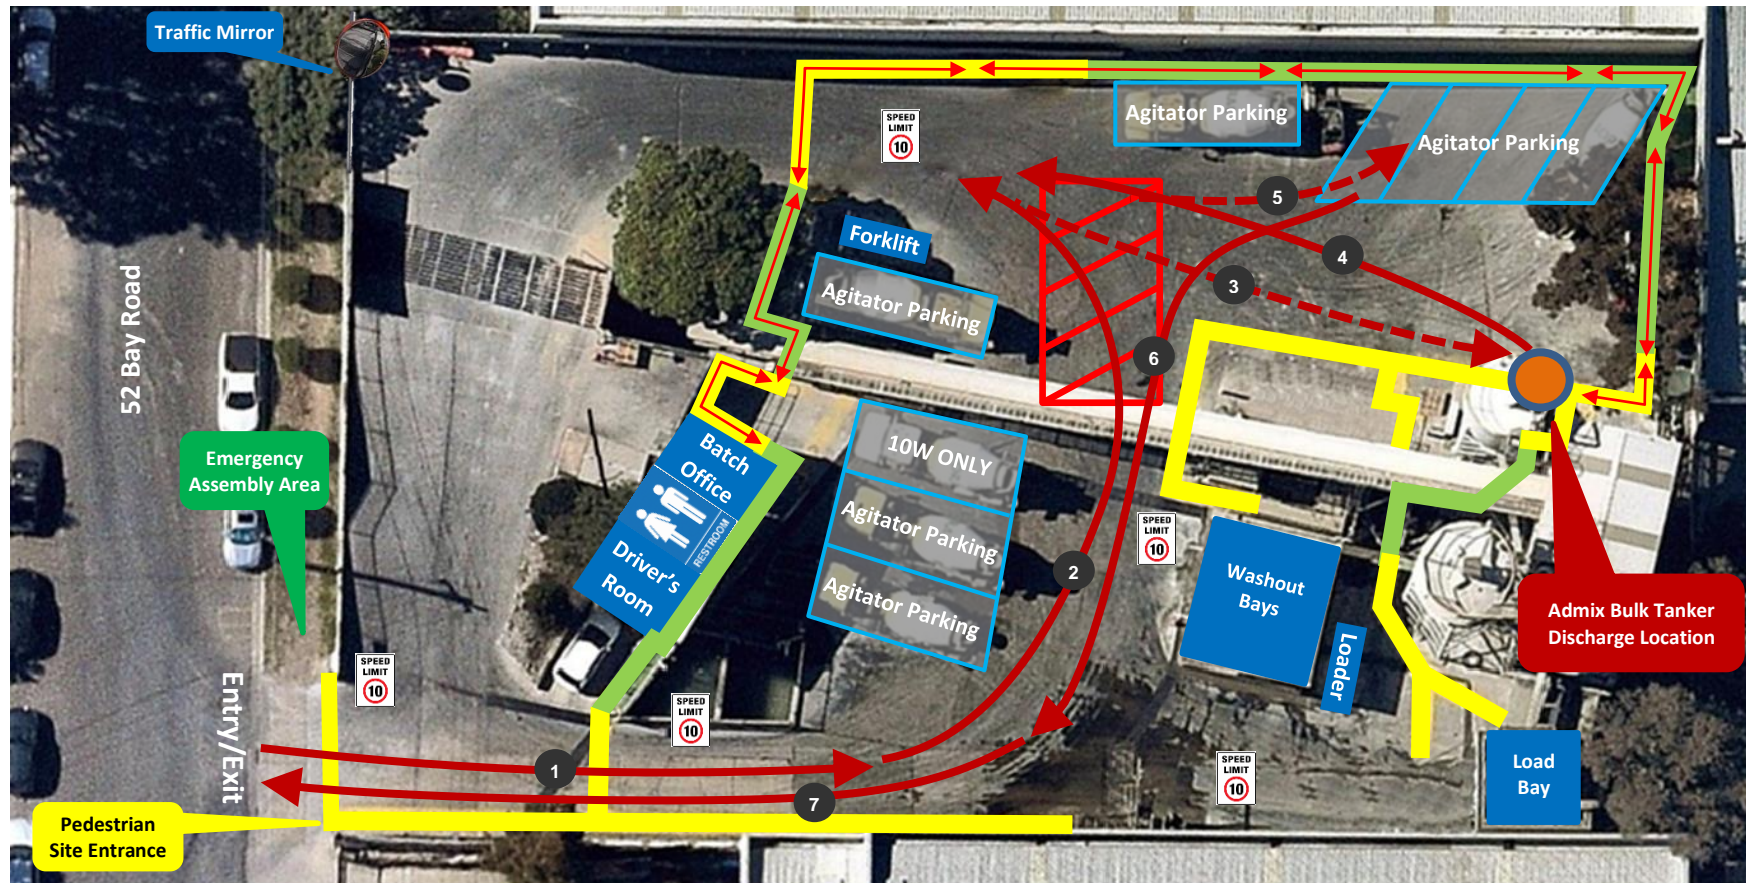 Traffic Mirror
SPEED
LIMIT
10
Agitator Parking
Agitator Parking
5
Forklift
4
3
Agitator Parking
6
52 Bay Road
Emergency
Assembly Area
Batch
Office
RESTROOM
Driver's
Room
10W ONLY
Agitator Parking
Agitator Parking
2
SPEED
LIMIT
10
Washout
Bays
Loader
Admix Bulk Tanker
Discharge Location
SPEED
LIMIT
10
Entry/Exit
SPEED
LIMIT
10
1
7
SPEED
LIMIT
10
Load
Bay
Pedestrian
Site Entrance